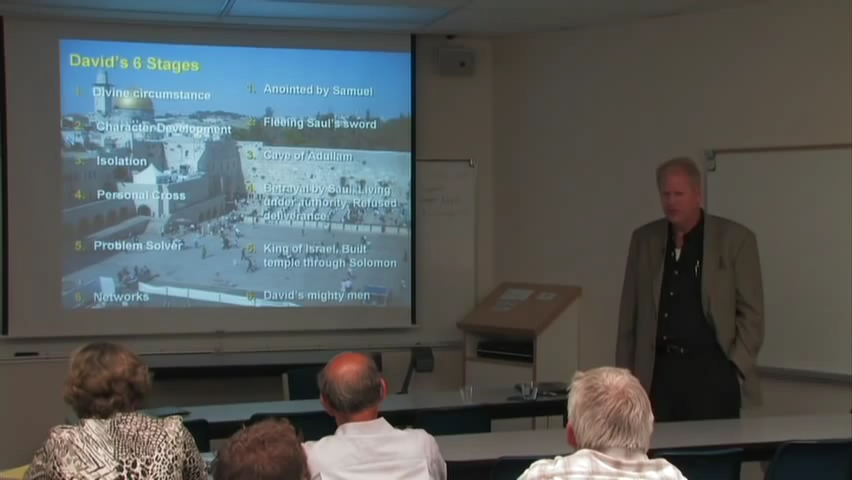 David's 6 Stages
1. Divine circumstance
2. Character Development
3. Isolation
4. Personal Cross
5. Problem Solver
6. Networks
1. Anointed by Samuel
2. Fleeing Saul's sword
3. Cave of Adullam
4. Betrayal by Saul, Living
under authority. Refused
deliverance.
5. King of Israel, Built
temple through Solomon
6. David's mighty men